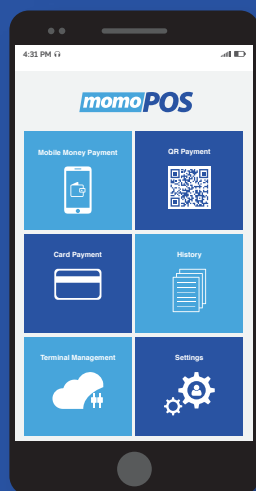 4:31 PM
momoPOS
Mobile Money Payment
QR Payment
Card Payment
History
Terminal Management
Settings